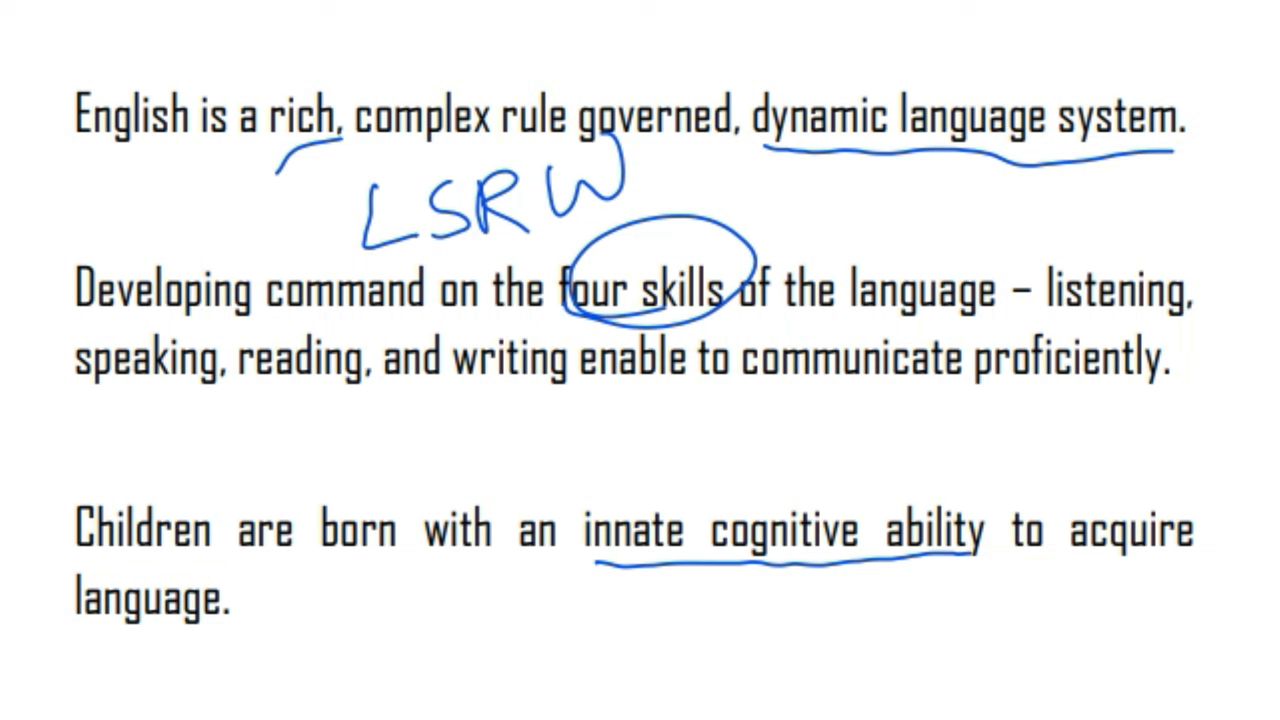 English is a rich, complex rule governed, dynamic language system.
LSRW
Developing command on the four skills of the language – listening,
speaking, reading, and writing enable to communicate proficiently.
Children are born with an innate cognitive ability to acquire
language.